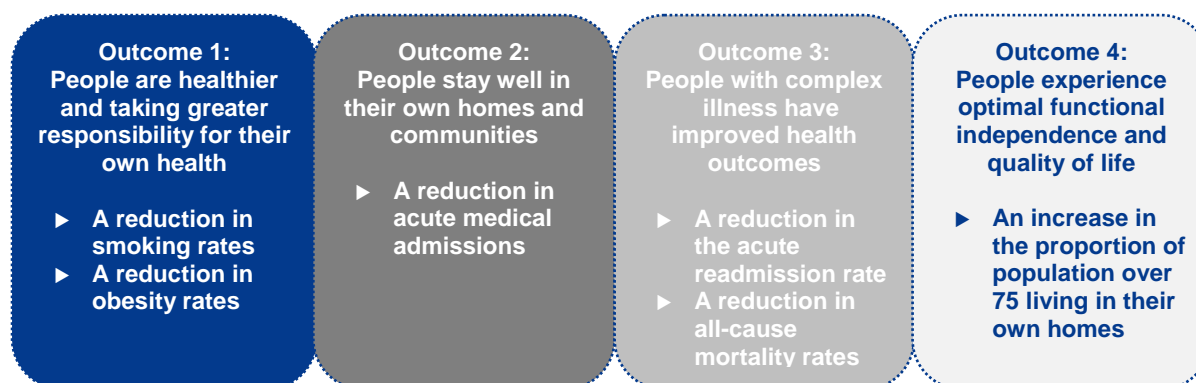 Outcome 1:
People are healthier
and taking greater
responsibility for their
own health
► A reduction in
smoking rates
► A reduction in
obesity rates
Outcome 2:
People stay well in
their own homes and
communities
► A reduction in
acute medical
admissions
Outcome 3:
People with complex
illness have
improved health
outcomes
► A reduction in
the acute
readmission rate
► A reduction in
all-cause
mortality rates
Outcome 4:
People experience
optimal functional
independence and
quality of life
► An increase in
the proportion of
population over
75 living in their
own homes